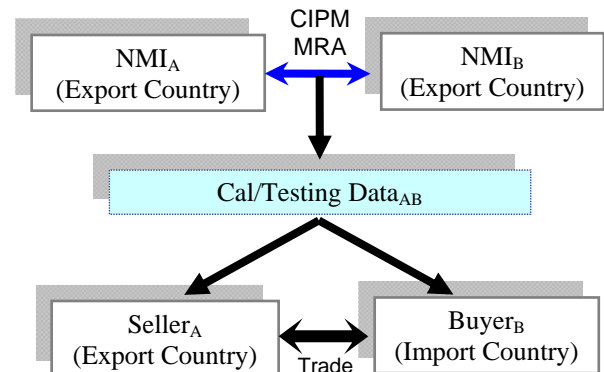 CIPM
MRA
NMIA
(Export Country)
NMIB
(Export Country)
Cal/Testing DataAB
SellerA
(Export Country)
Trade
BuyerB
(Import Country)